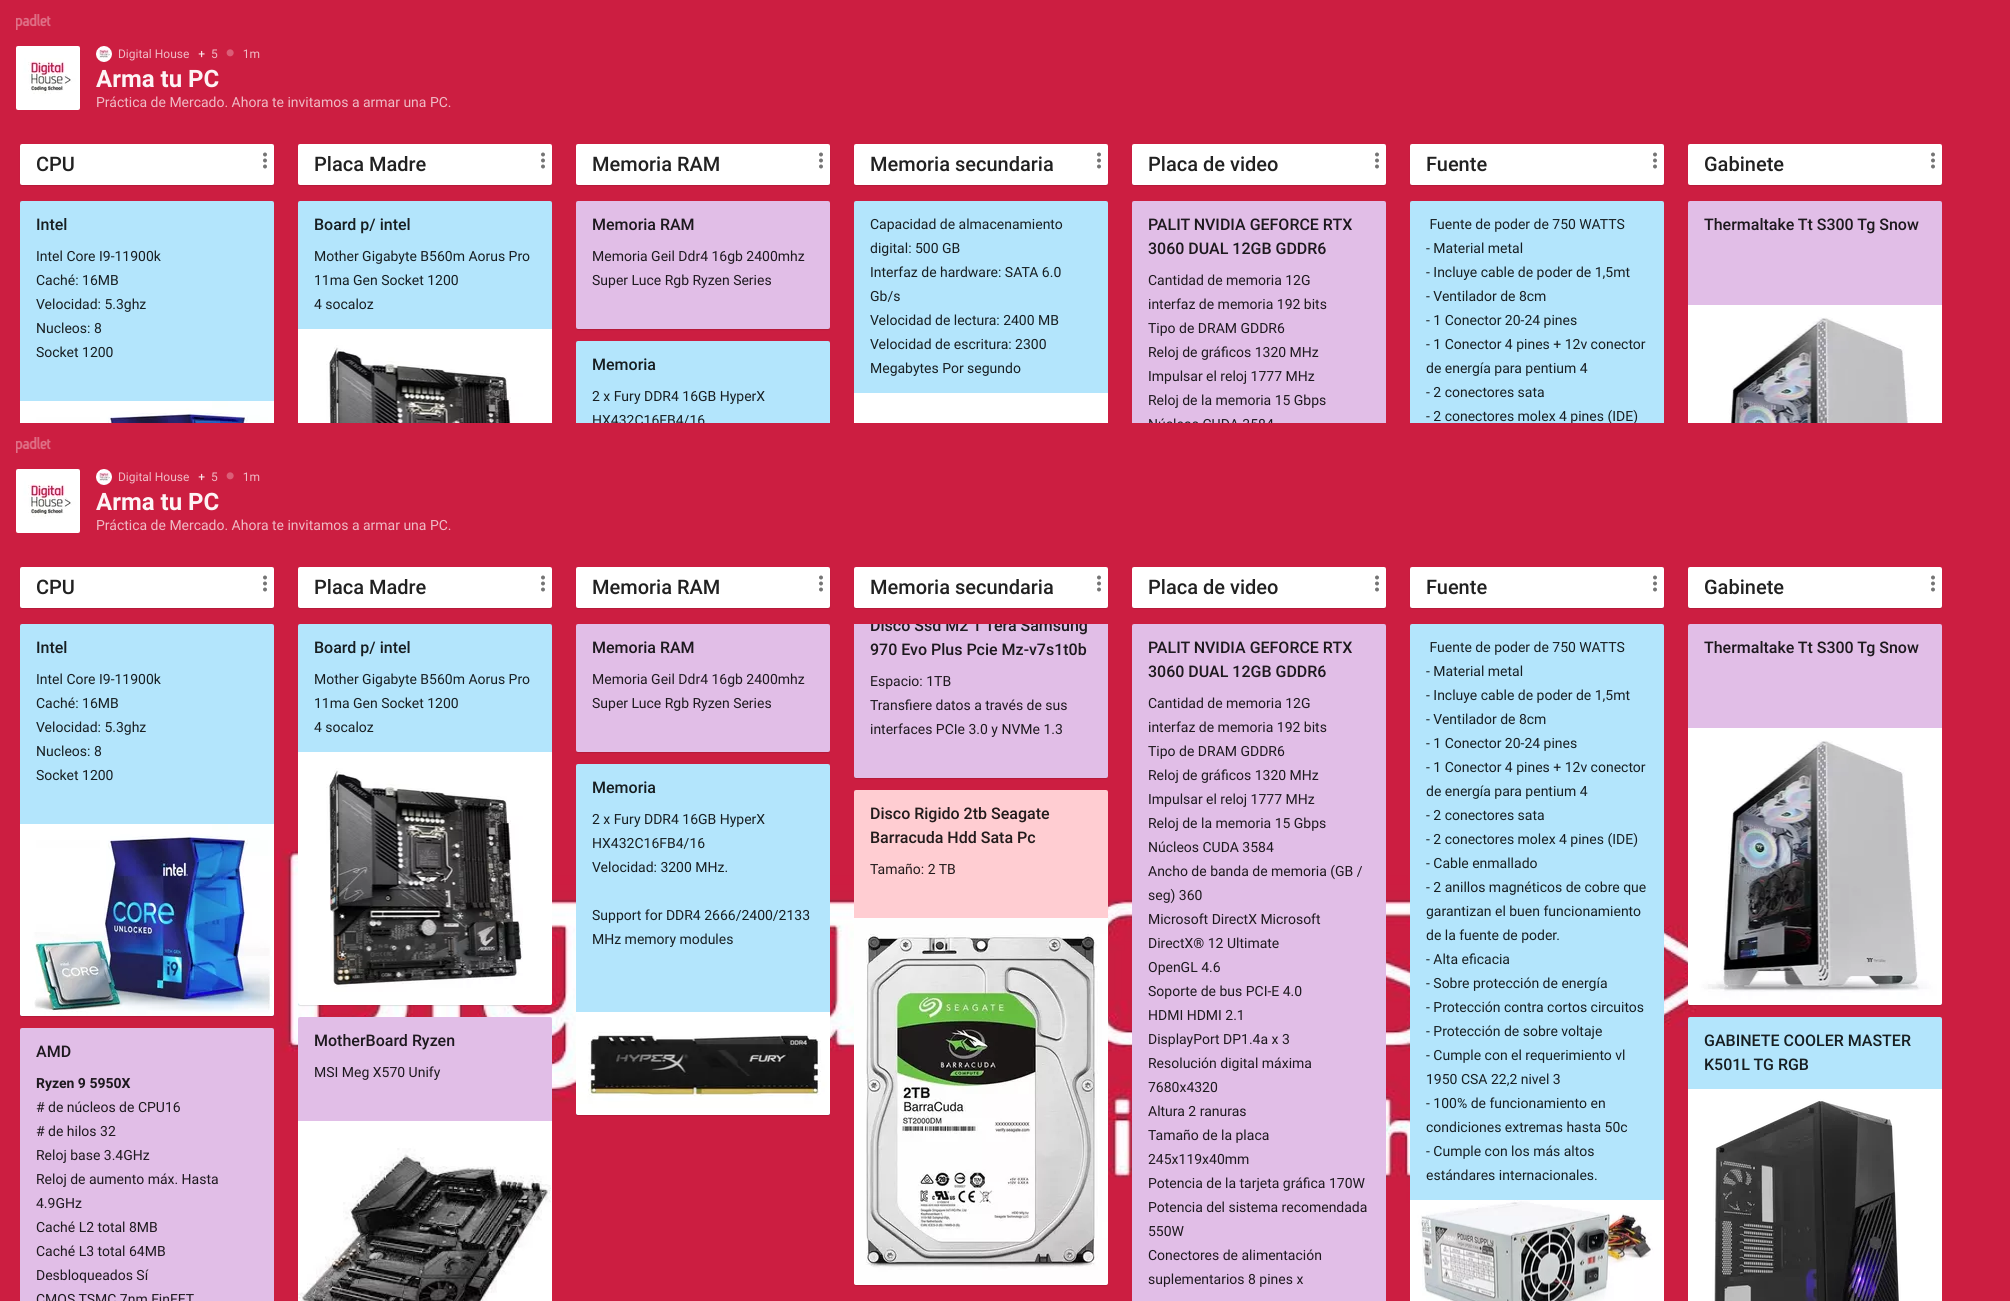 padlet
Digital House + 5 1m
Arma tu PC
Práctica de Mercado. Ahora te invitamos a armar una PC.
Digital
House>
Coding School
CPU
Intel
Intel Core I9-11900k
Caché: 16MB
Velocidad: 5.3ghz
Nucleos: 8
Socket 1200
Placa Madre
Board p/ intel
Mother Gigabyte B560m Aorus Pro
11ma Gen Socket 1200
4 socaloz
Memoria RAM
Memoria RAM
Memoria Geil Ddr4 16gb 2400mhz
Super Luce Rgb Ryzen Series
Memoria
2 x Fury DDR4 16GB HyperX
HX432C16FB4/16
Memoria secundaria
Capacidad de almacenamiento
digital: 500 GB
Interfaz de hardware: SATA 6.0
Gb/s
Velocidad de lectura: 2400 MB
Velocidad de escritura: 2300
Megabytes Por segundo
Placa de video
PALIT NVIDIA GEFORCE RTX
3060 DUAL 12GB GDDR6
Cantidad de memoria 12G
interfaz de memoria 192 bits
Tipo de DRAM GDDR6
Reloj de gráficos 1320 MHz
Impulsar el reloj 1777 MHz
Reloj de la memoria 15 Gbps
Núcleos CUDA 3584
Fuente
Fuente de poder de 750 WATTS
- Material metal
- Incluye cable de poder de 1,5mt
- Ventilador de 8cm
- 1 Conector 20-24 pines
- 1 Conector 4 pines + 12v conector
de energía para pentium 4
- 2 conectores sata
- 2 conectores molex 4 pines (IDE)
Gabinete
Thermaltake Tt S300 Tg Snow
padlet
Digital House + 5 1m
Arma tu PC
Práctica de Mercado. Ahora te invitamos a armar una PC.
Digital
House>
Coding School
CPU
Intel
Intel Core I9-11900k
Caché: 16MB
Velocidad: 5.3ghz
Nucleos: 8
Socket 1200
intel
CORE
UNLOCKED
i9
CORE
AMD
Ryzen 9 5950X
# de núcleos de CPU16
# de hilos 32
Reloj base 3.4GHz
Reloj de aumento máx. Hasta
4.9GHz
Caché L2 total 8MB
Caché L3 total 64MB
Desbloqueados Sí
CMOS TSMC 7nm FinFET
Placa Madre
Board p/ intel
Mother Gigabyte B560m Aorus Pro
11ma Gen Socket 1200
4 socaloz
MotherBoard Ryzen
MSI Meg X570 Unify
Memoria RAM
Memoria RAM
Memoria Geil Ddr4 16gb 2400mhz
Super Luce Rgb Ryzen Series
Memoria
2 x Fury DDR4 16GB HyperX
HX432C16FB4/16
Velocidad: 3200 MHz.
Support for DDR4 2666/2400/2133
MHz memory modules
DDR4
HYPERX FURY
Memoria secundaria
Disco Ssd M2 1 Tera Samsung
970 Evo Plus Pcie Mz-v7s1t0b
Espacio: 1TB
Transfiere datos a través de sus
interfaces PCIe 3.0 y NVMe 1.3
Disco Rigido 2tb Seagate
Barracuda Hdd Sata Pc
Tamaño: 2 TB
SEAGATE
BARRACUDA
COMPUTE
2TB
BarraCuda
ST2000DM
Placa de video
PALIT NVIDIA GEFORCE RTX
3060 DUAL 12GB GDDR6
Cantidad de memoria 12G
interfaz de memoria 192 bits
Tipo de DRAM GDDR6
Reloj de gráficos 1320 MHz
Impulsar el reloj 1777 MHz
Reloj de la memoria 15 Gbps
Núcleos CUDA 3584
Ancho de banda de memoria (GB /
seg) 360
Microsoft DirectX Microsoft
DirectX® 12 Ultimate
OpenGL 4.6
Soporte de bus PCI-E 4.0
HDMI HDMI 2.1
DisplayPort DP1.4a x 3
Resolución digital máxima
7680x4320
Altura 2 ranuras
Tamaño de la placa
245x119x40mm
Potencia de la tarjeta gráfica 170W
Potencia del sistema recomendada
550W
Conectores de alimentación
suplementarios 8 pines x
Fuente
Fuente de poder de 750 WATTS
- Material metal
- Incluye cable de poder de 1,5mt
- Ventilador de 8cm
- 1 Conector 20-24 pines
- 1 Conector 4 pines + 12v conector
de energía para pentium 4
- 2 conectores sata
- 2 conectores molex 4 pines (IDE)
- Cable enmallado
- 2 anillos magnéticos de cobre que
garantizan el buen funcionamiento
de la fuente de poder.
- Alta eficacia
- Sobre protección de energía
- Protección contra cortos circuitos
- Protección de sobre voltaje
- Cumple con el requerimiento vl
1950 CSA 22,2 nivel 3
- 100% de funcionamiento en
condiciones extremas hasta 50c
- Cumple con los más altos
estándares internacionales.
POWER SUPPLY
Gabinete
Thermaltake Tt S300 Tg Snow
GABINETE COOLER MASTER
K501L TG RGB